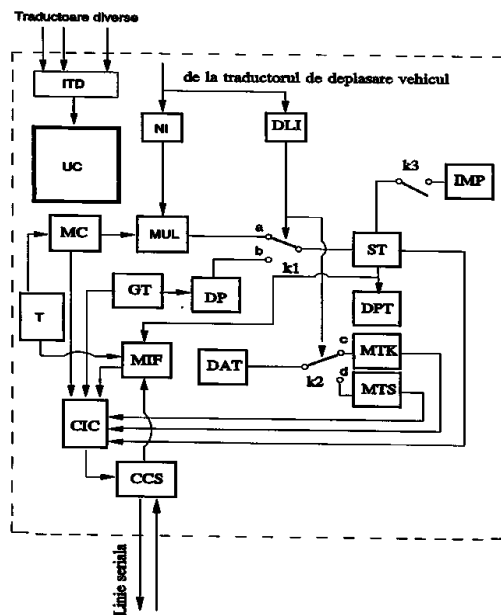 Traductoare diverse
ITD
de la traductorul de deplasare vehicul
UC
NI
DLI
k3
IMP
MC
MUL
a
b
k1
ST
GT
DP
T
DPT
MIF
DAT
c
MTK
k2
d
MTS
CIC
CCS
Linie seriala